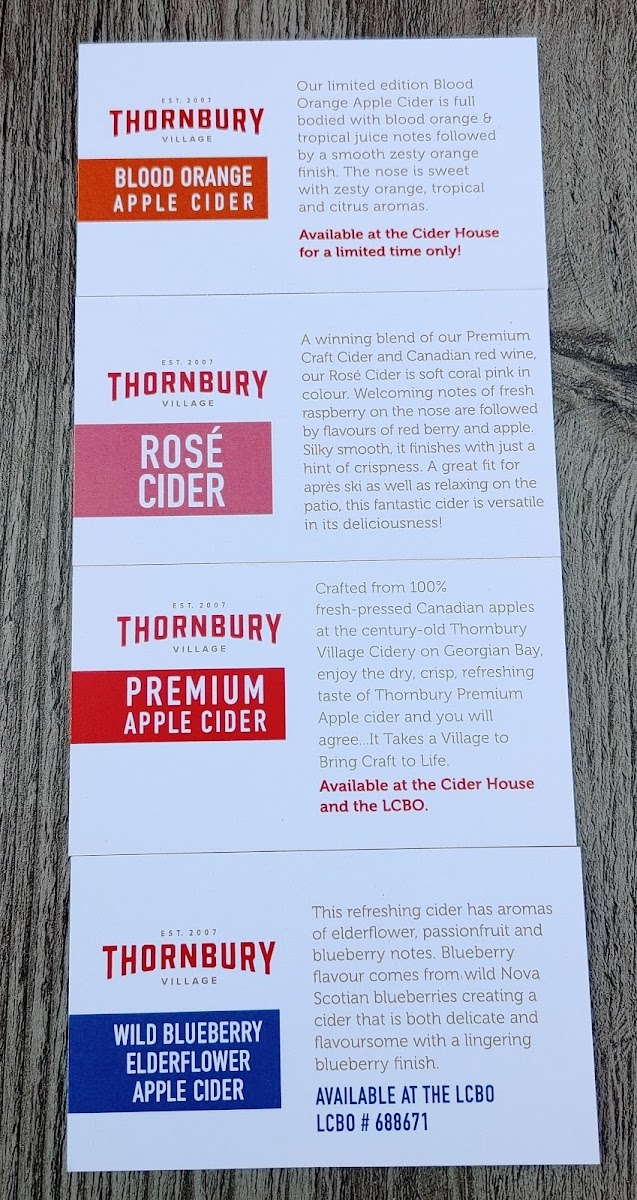 EST. 2007
THORNBURY
VILLAGE
BLOOD ORANGE
APPLE CIDER
Our limited edition Blood
Orange Apple Cider is full
bodied with blood orange &
tropical juice notes followed
by a smooth zesty orange
finish. The nose is sweet
with zesty orange, tropical
and citrus aromas.
Available at the Cider House
for a limited time only!
EST. 2007
THORNBURY
VILLAGE
ROSÉ
CIDER
A winning blend of our Premium
Craft Cider and Canadian red wine,
our Rosé Cider is soft coral pink in
colour. Welcoming notes of fresh
raspberry on the nose are followed
by flavours of red berry and apple.
Silky smooth, it finishes with just a
hint of crispness. A great fit for
après ski as well as relaxing on the
patio, this fantastic cider is versatile
in its deliciousness!
EST. 2007
THORNBURY
VILLAGE
PREMIUM
APPLE CIDER
Crafted from 100%
fresh-pressed Canadian apples
at the century-old Thornbury
Village Cidery on Georgian Bay,
enjoy the dry, crisp, refreshing
taste of Thornbury Premium
Apple cider and you will
agree...It Takes a Village to
Bring Craft to Life.
Available at the Cider House
and the LCBO.
EST. 2007
THORNBURY
VILLAGE
WILD BLUEBERRY
ELDERFLOWER
APPLE CIDER
This refreshing cider has aromas
of elderflower, passionfruit and
blueberry notes. Blueberry
flavour comes from wild Nova
Scotian blueberries creating a
cider that is both delicate and
flavoursome with a lingering
blueberry finish.
AVAILABLE AT THE LCBO
LCBO # 688671